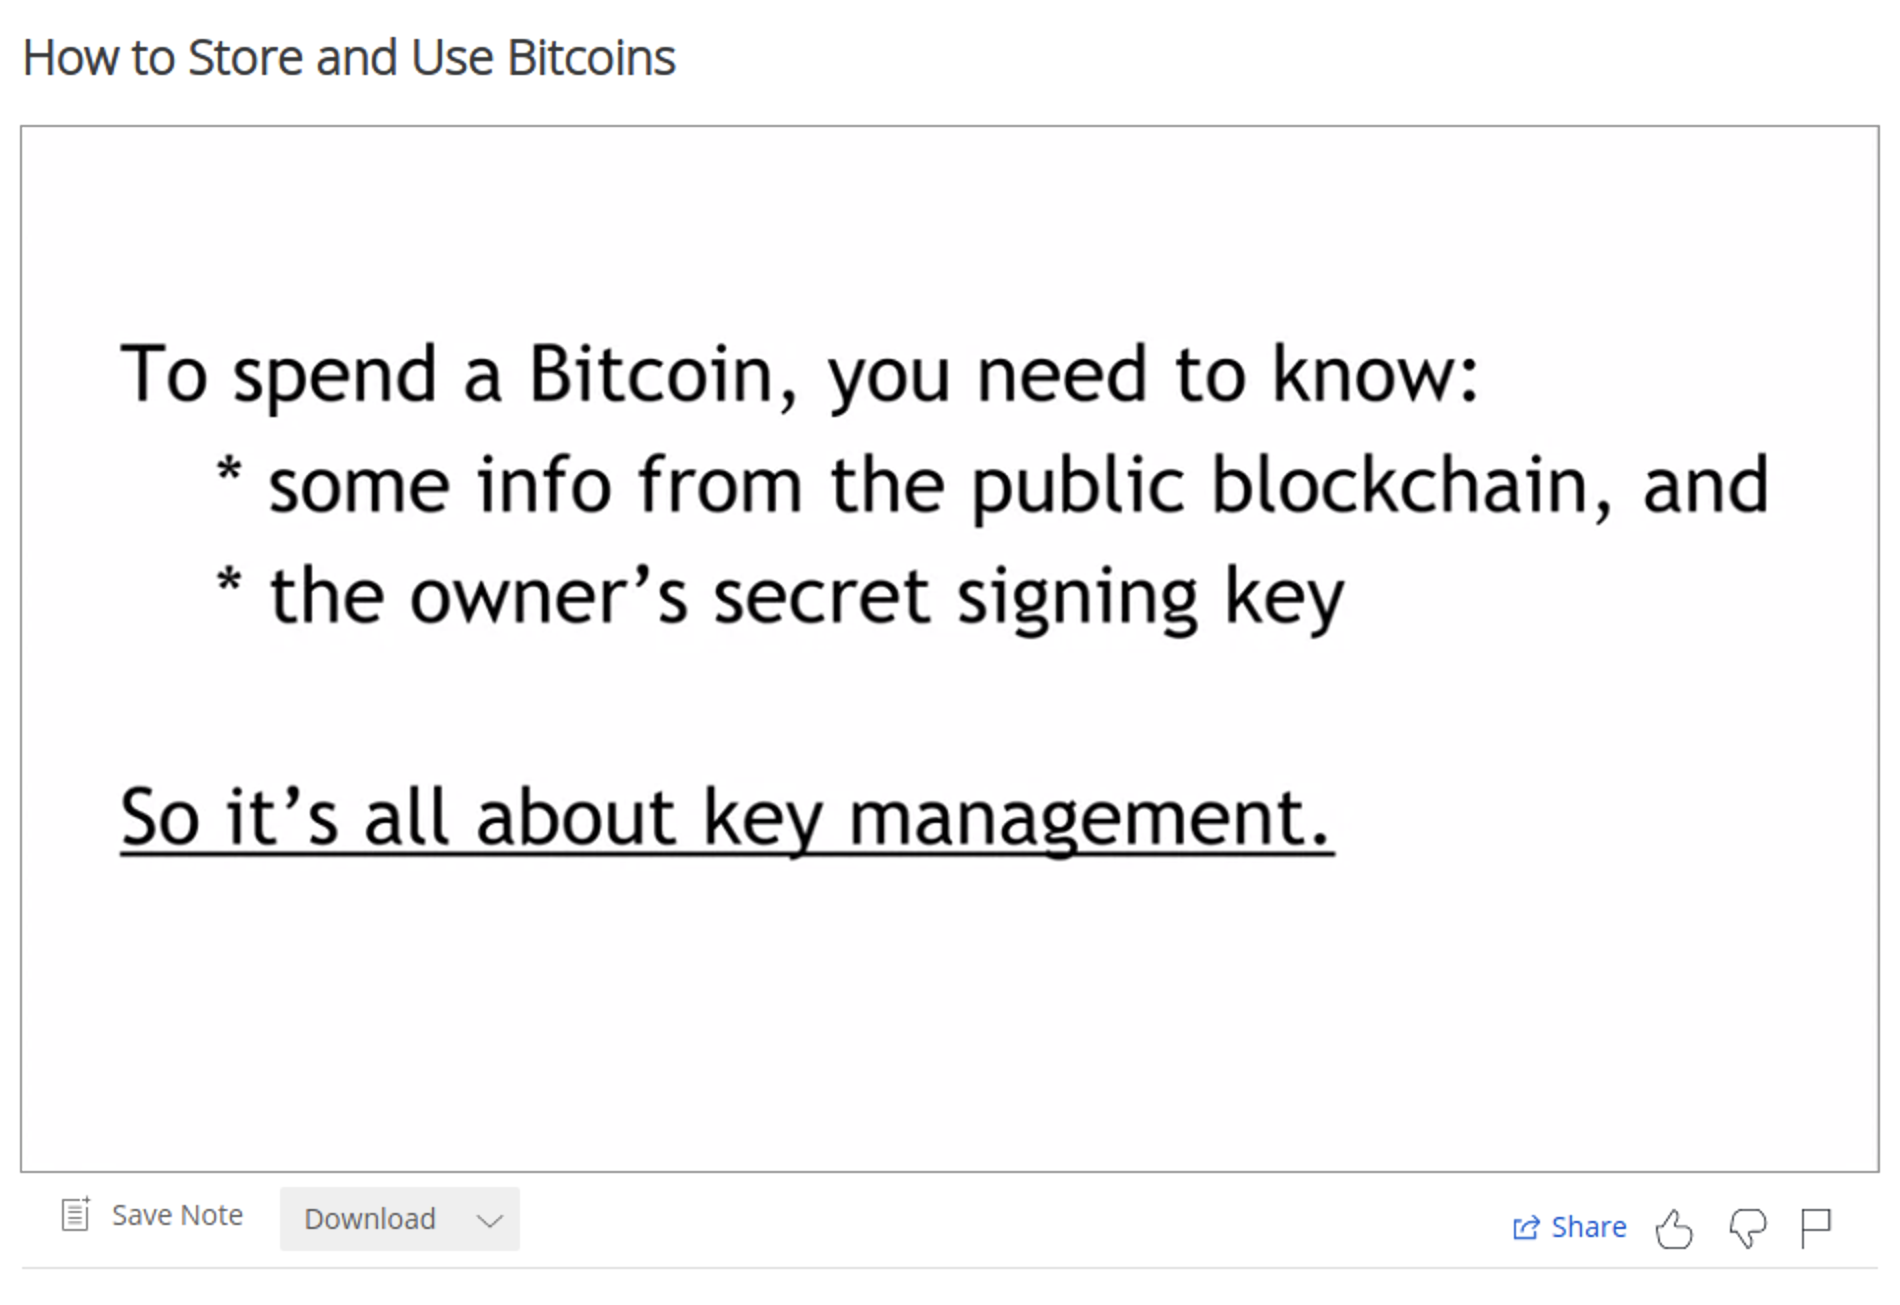 How to Store and Use Bitcoins
To spend a Bitcoin, you need to know:
* some info from the public blockchain, and
* the owner’s secret signing key
So it’s all about key management.
Save Note
Download
Share